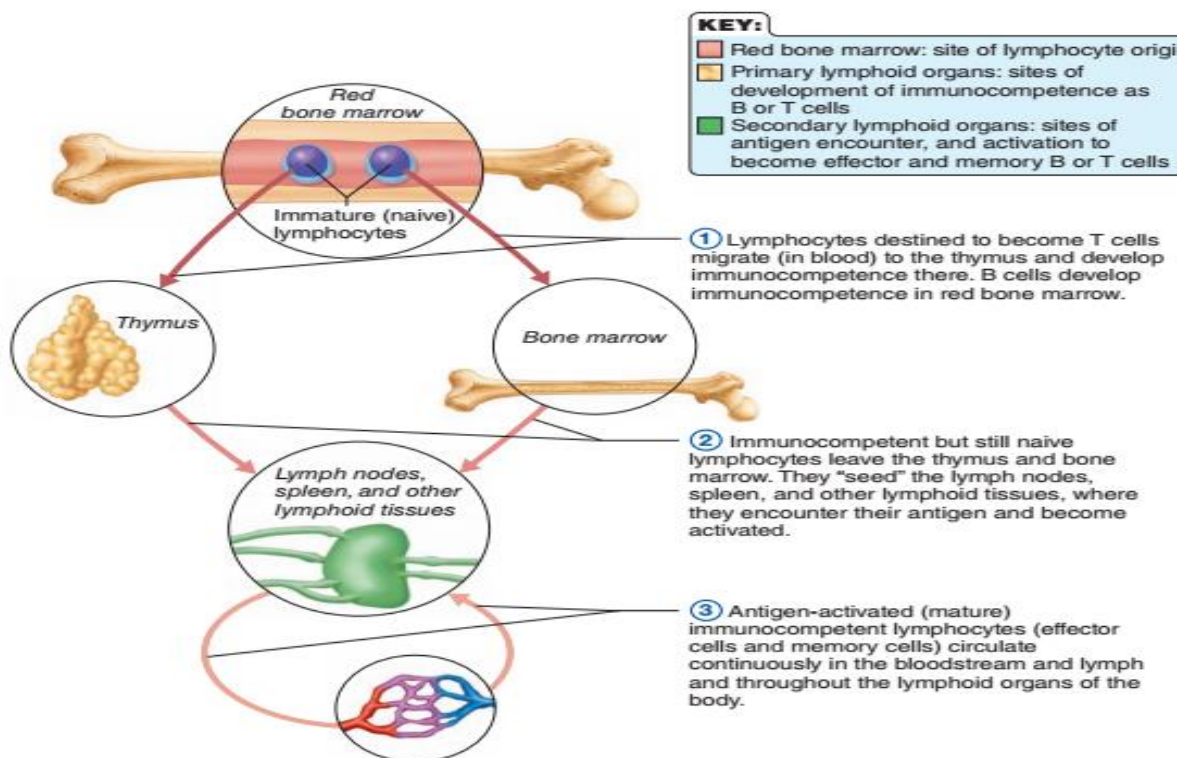 KEY:
Red bone marrow: site of lymphocyte origi
Primary lymphoid organs: sites of
development of immunocompetence as
B or T cells
Secondary lymphoid organs: sites of
antigen encounter, and activation to
become effector and memory B or T cells
Red
bone marrow
Immature (naive)
lymphocytes
1 Lymphocytes destined to become T cells
migrate (in blood) to the thymus and develop
immunocompetence there. B cells develop
immunocompetence in red bone marrow.
Thymus
Bone marrow
2 Immunocompetent but still naive
lymphocytes leave the thymus and bone
marrow. They “seed” the lymph nodes,
spleen, and other lymphoid tissues, where
they encounter their antigen and become
activated.
Lymph nodes,
spleen, and other
lymphoid tissues
3 Antigen-activated (mature)
immunocompetent lymphocytes (effector
cells and memory cells) circulate
continuously in the bloodstream and lymph
and throughout the lymphoid organs of the
body.